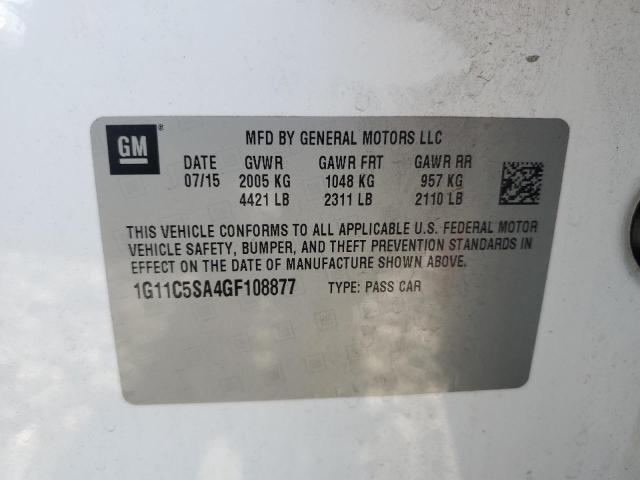 GM
MFD BY GENERAL MOTORS LLC
DATE GVWR GAWR FRT GAWR RR
07/15 2005 KG 1048 KG 957 KG
4421 LB 2311 LB 2110 LB
THIS VEHICLE CONFORMS TO ALL APPLICABLE U.S. FEDERAL MOTOR
VEHICLE SAFETY, BUMPER, AND THEFT PREVENTION STANDARDS IN
EFFECT ON THE DATE OF MANUFACTURE SHOWN ABOVE.
1G11C5SA4GF108877 TYPE: PASS CAR